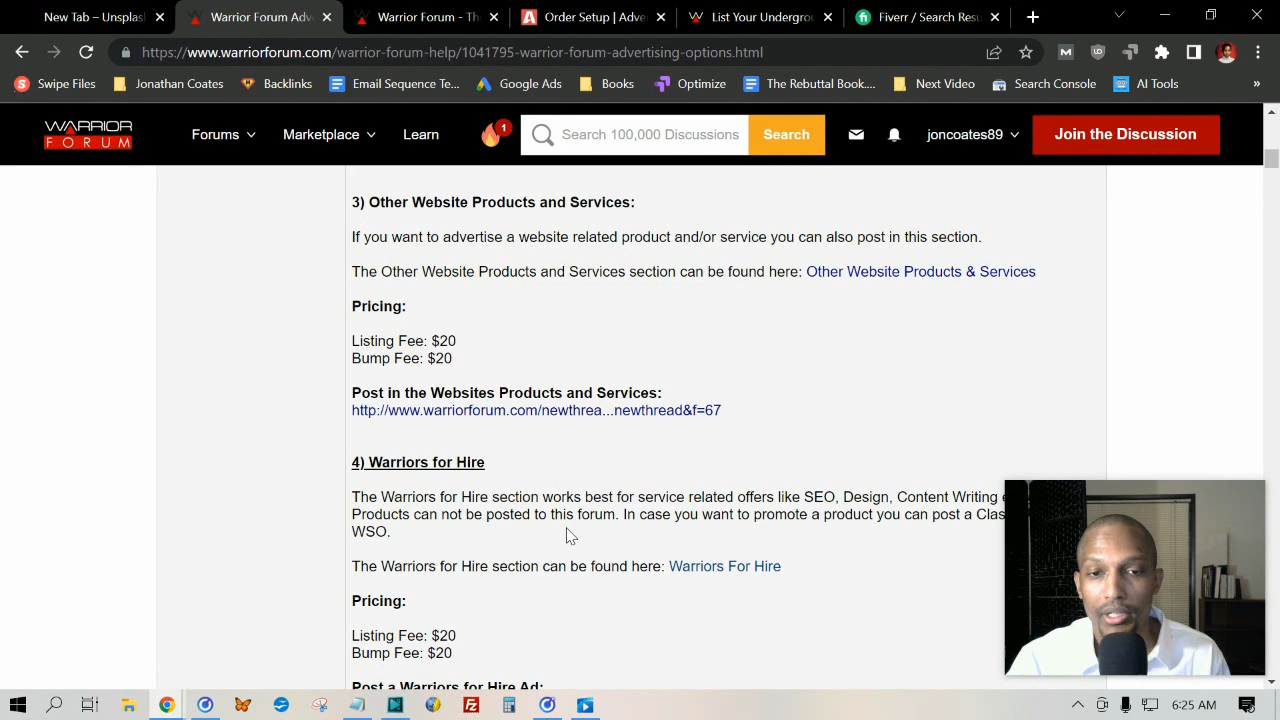 New Tab – Unsplas
Warrior Forum Adv
Warrior Forum - Th
Order Setup | Adve
List Your Undergro
Fiverr / Search Resu
https://www.warriorforum.com/warrior-forum-help/1041795-warrior-forum-advertising-options.html
Swipe Files
Jonathan Coates
Backlinks
Email Sequence Te...
Google Ads
Books
Optimize
The Rebuttal Book....
Next Video
Search Console
AI Tools
WARRIOR FORUM
Forums
Marketplace
Learn
1
Search 100,000 Discussions
Search
joncoates89
Join the Discussion
3) Other Website Products and Services:
If you want to advertise a website related product and/or service you can also post in this section.
The Other Website Products and Services section can be found here: Other Website Products & Services
Pricing:
Listing Fee: $20
Bump Fee: $20
Post in the Websites Products and Services:
http://www.warriorforum.com/newthrea...newthread&f=67
4) Warriors for Hire
The Warriors for Hire section works best for service related offers like SEO, Design, Content Writing
Products can not be posted to this forum. In case you want to promote a product you can post a Clas
WSO.
The Warriors for Hire section can be found here: Warriors For Hire
Pricing:
Listing Fee: $20
Bump Fee: $20
Post a Warriors for Hire Ad:
6:25 AM